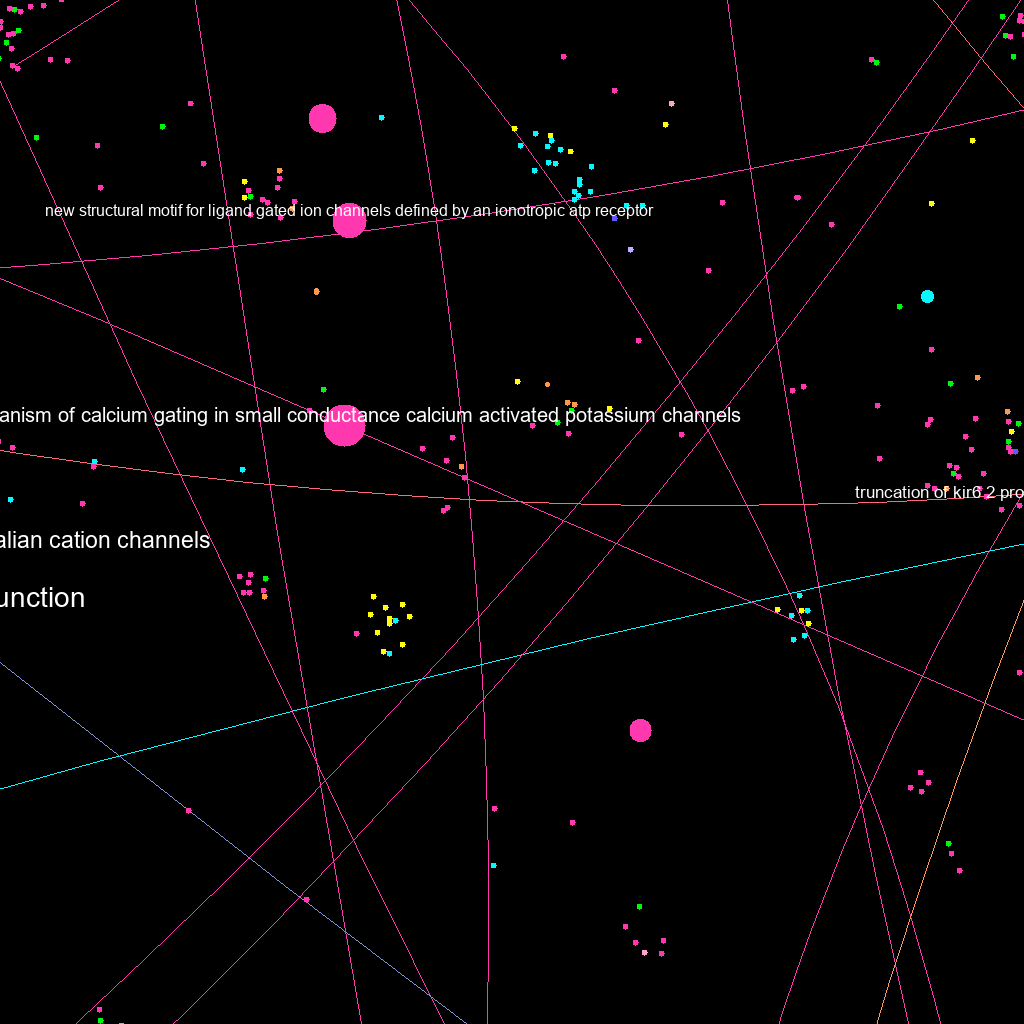 new structural motif for ligand gated ion channels defined by an ionotropic atp receptor
anism of calcium gating in small conductance calcium activated potassium channels
truncation of kir6 2 pro
alian cation channels
unction